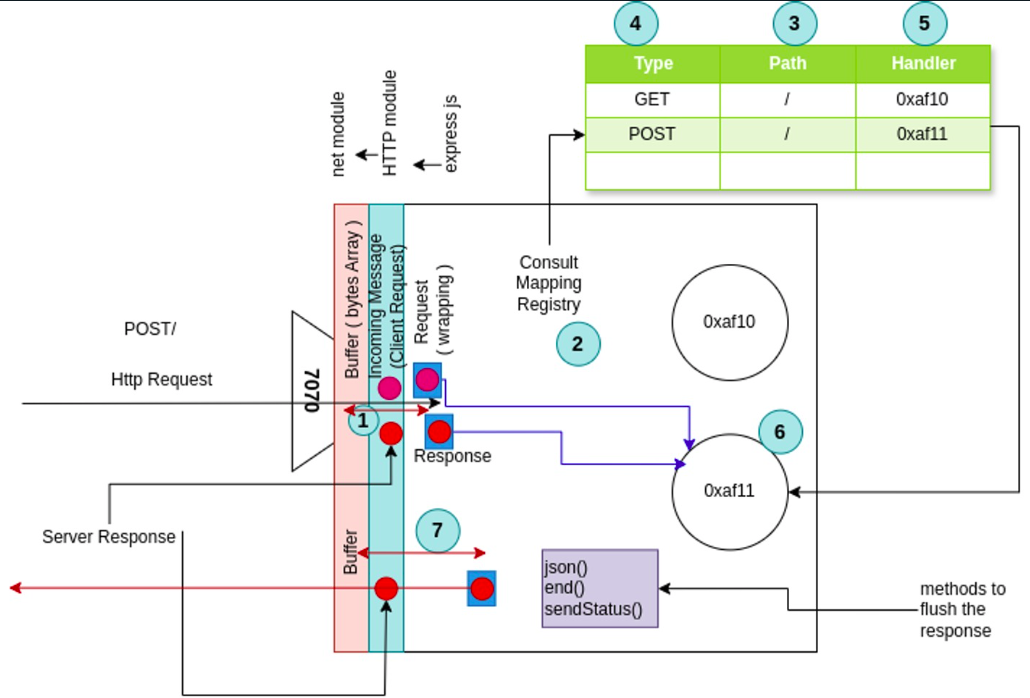 4
3
5
Type Path Handler
GET / 0xaf10
POST / 0xaf11
net module
HTTP module
express js
Buffer ( bytes Array )
Incoming Message
(Client Request)
Request
( wrapping )
Consult
Mapping
Registry
2
0xaf10
POST/
Http Request
7070
1
Response
6
0xaf11
Server Response
Buffer
7
json()
end()
sendStatus()
methods to
flush the
response